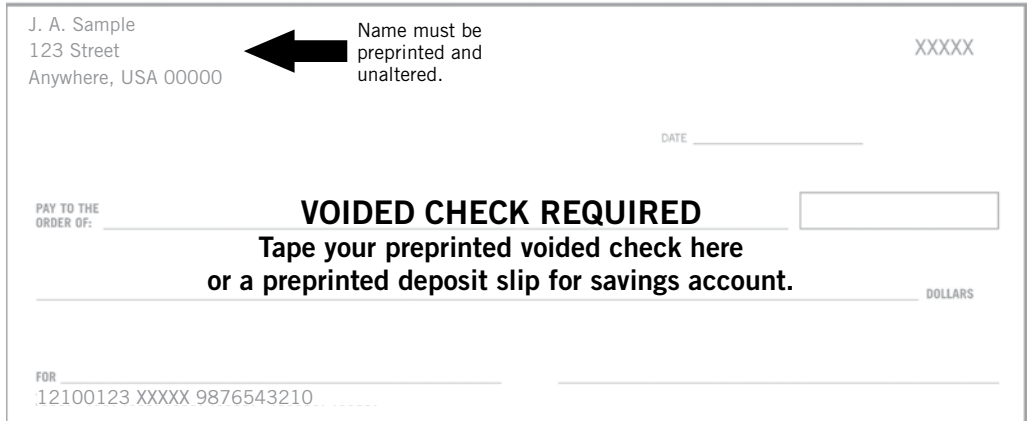 J. A. Sample
123 Street
Anywhere, USA 00000
Name must be
preprinted and
unaltered.
XXXXX
DATE
PAY TO THE
ORDER OF:
VOIDED CHECK REQUIRED
Tape your preprinted voided check here
or a preprinted deposit slip for savings account.
DOLLARS
FOR
12100123 XXXXX 9876543210